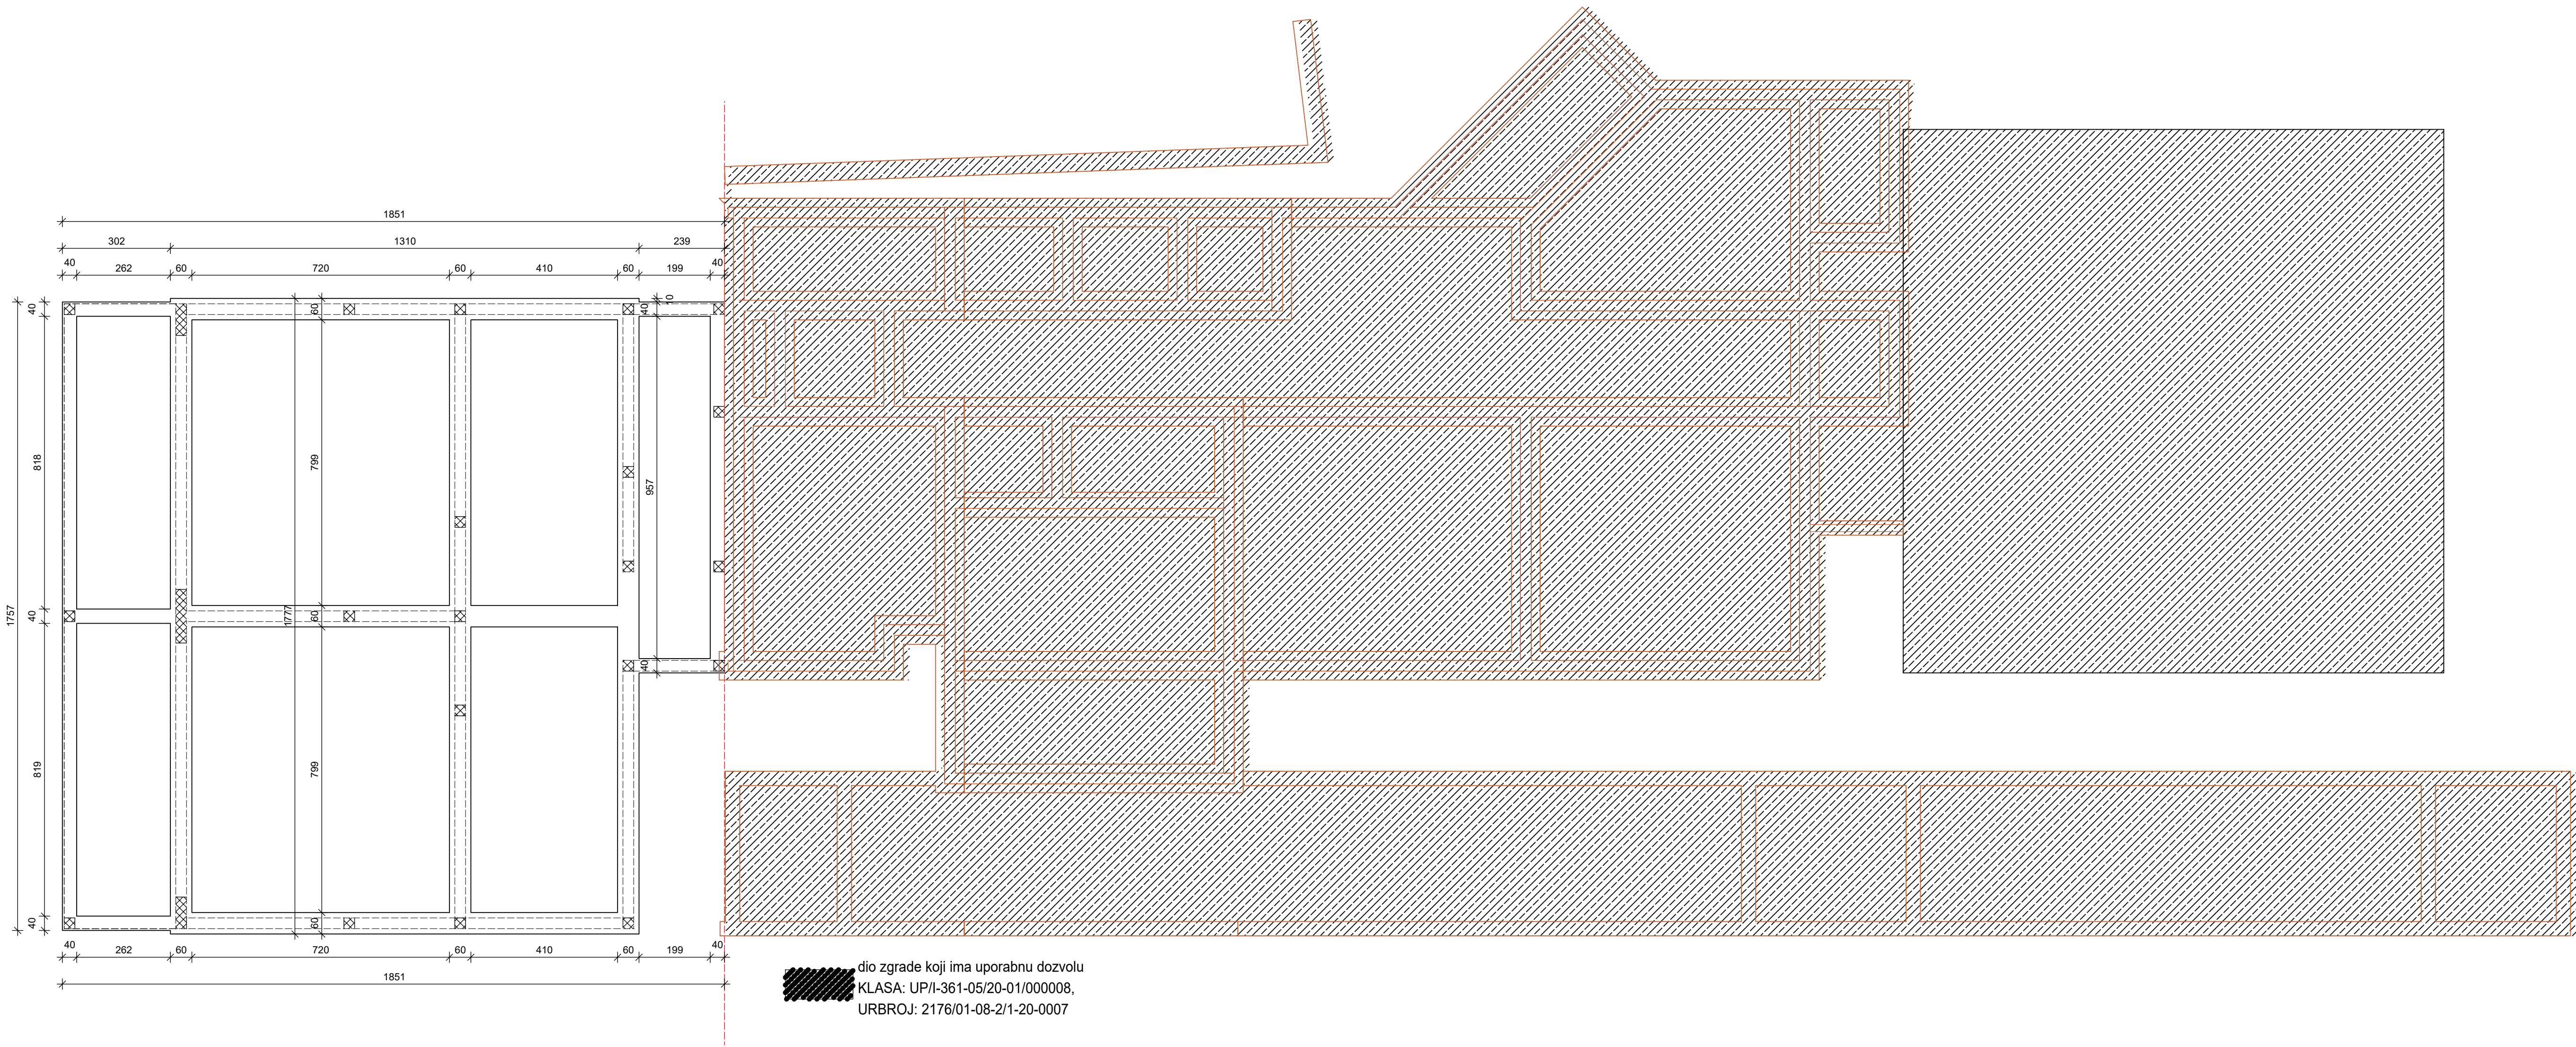 1851
302 1310 239
40 262 60 720 60 410 60 199 40
10
40 60 40
818 799 957
1757 40 1777 60 40
819 799
40 60
40 262 60 720 60 410 60 199 40
1851
dio zgrade koji ima uporabnu dozvolu
KLASA: UP/I-361-05/20-01/000008,
URBROJ: 2176/01-08-2/1-20-0007